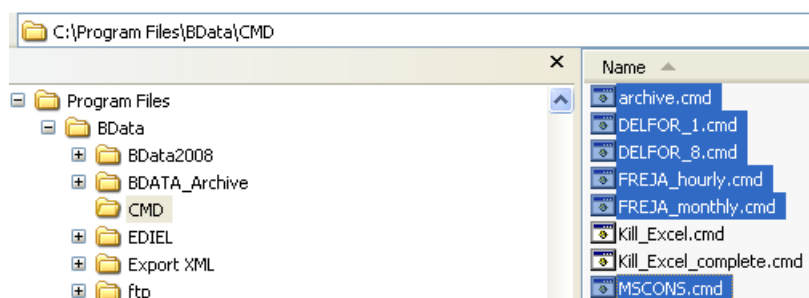 C:\Program Files\BData\CMD
Name
Program Files
BData
BData2008
BDATA_Archive
CMD
EDIEL
Export XML
ftp
archive.cmd
DELFOR_1.cmd
DELFOR_8.cmd
FREJA_hourly.cmd
FREJA_monthly.cmd
Kill_Excel.cmd
Kill_Excel_complete.cmd
MSCONS.cmd